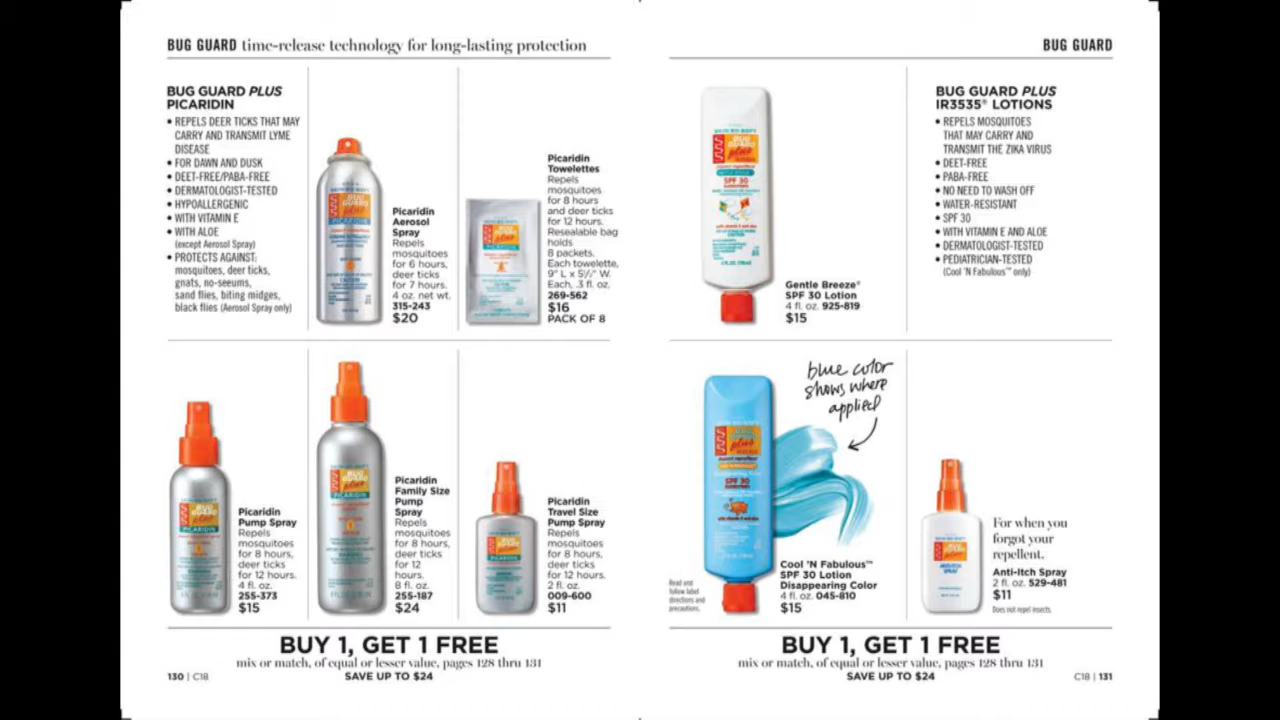 BUG GUARD time-release technology for long-lasting protection
BUG GUARD PLUS
PICARIDIN
• REPELS DEER TICKS THAT MAY
CARRY AND TRANSMIT LYME
DISEASE
• FOR DAWN AND DUSK
• DEET-FREE/PABA-FREE
• DERMATOLOGIST-TESTED
• HYPOALLERGENIC
• WITH VITAMIN E
• WITH ALOE
(except Aerosol Spray)
• PROTECTS AGAINST:
mosquitoes, deer ticks,
gnats, no-seeums,
sand flies, biting midges,
black flies (Aerosol Spray only)
Picaridin
Aerosol
Spray
Repels
mosquitoes
for 6 hours,
deer ticks
for 7 hours.
4 oz. net wt.
315-243
$20
Picaridin
Towelettes
Repels
mosquitoes
for 8 hours
and deer ticks
for 12 hours.
Resealable bag
holds
8 packets.
Each towelette,
9" L x 5½" W.
Each, .3 fl. oz.
269-562
$16
PACK OF 8
Picaridin
Pump Spray
Repels
mosquitoes
for 8 hours,
deer ticks
for 12 hours.
4 fl. oz.
255-373
$15
Picaridin
Family Size
Pump
Spray
Repels
mosquitoes
for 8 hours,
deer ticks
for 12
hours.
8 fl. oz.
255-187
$24
Picaridin
Travel Size
Pump Spray
Repels
mosquitoes
for 8 hours,
deer ticks
for 12 hours.
2 fl. oz.
009-600
$11
BUY 1, GET 1 FREE
mix or match, of equal or lesser value, pages 128 thru 131
SAVE UP TO $24
130 | C18
BUG GUARD
BUG GUARD plus
SPF 30
Gentle Breeze®
SPF 30 Lotion
4 fl. oz. 925-819
$15
BUG GUARD PLUS
IR3535® LOTIONS
• REPELS MOSQUITOES
THAT MAY CARRY AND
TRANSMIT THE ZIKA VIRUS
• DEET-FREE
• PABA-FREE
• NO NEED TO WASH OFF
• WATER-RESISTANT
• SPF 30
• WITH VITAMIN E AND ALOE
• DERMATOLOGIST-TESTED
• PEDIATRICIAN-TESTED
(Cool 'N Fabulous™ only)
blue color
shows where
applied
SPF 30
Read and
follow label
directions and
precautions.
Cool 'N Fabulous™
SPF 30 Lotion
Disappearing Color
4 fl. oz. 045-810
$15
For when you
forgot your
repellent.
Anti-Itch Spray
2 fl. oz. 529-481
$11
Does not repel insects.
BUY 1, GET 1 FREE
mix or match, of equal or lesser value, pages 128 thru 131
SAVE UP TO $24
C18 | 131